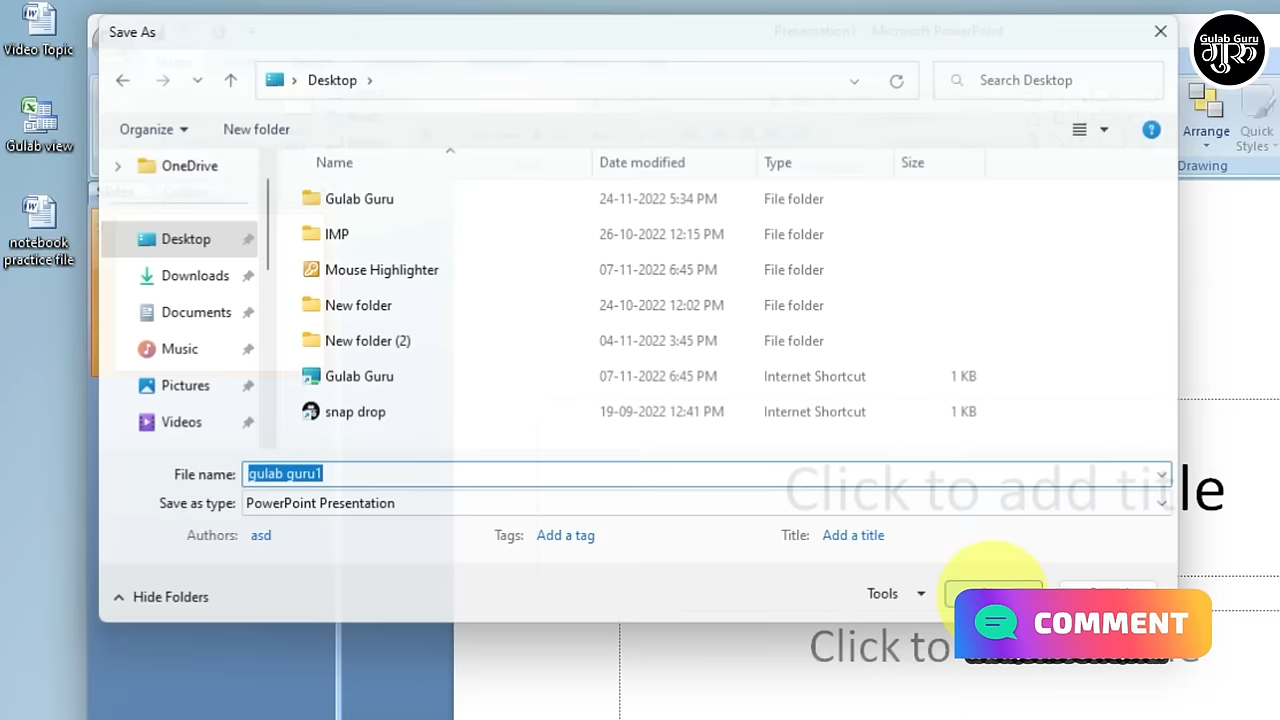 Video Topic
Gulab view
notebook
practice file
Save As
Presentation1
Microsoft PowerPoint
Gulab Guru
गुरु
Desktop
Search Desktop
Organize
New folder
Arrange
Quick
Styles
Drawing
OneDrive
Name
Date modified
Type
Size
Slides
Gulab Guru
24-11-2022 5:34 PM
File folder
Desktop
IMP
26-10-2022 12:15 PM
File folder
Downloads
Mouse Highlighter
07-11-2022 6:45 PM
File folder
Documents
New folder
24-10-2022 12:02 PM
File folder
Music
New folder (2)
04-11-2022 3:45 PM
File folder
Pictures
Gulab Guru
07-11-2022 6:45 PM
Internet Shortcut
1 KB
Videos
snap drop
19-09-2022 12:41 PM
Internet Shortcut
1 KB
File name:
gulab guru1
Save as type:
PowerPoint Presentation
Click to add title
Authors:
asd
Tags:
Add a tag
Title:
Add a title
Hide Folders
Tools
COMMENT
Click to